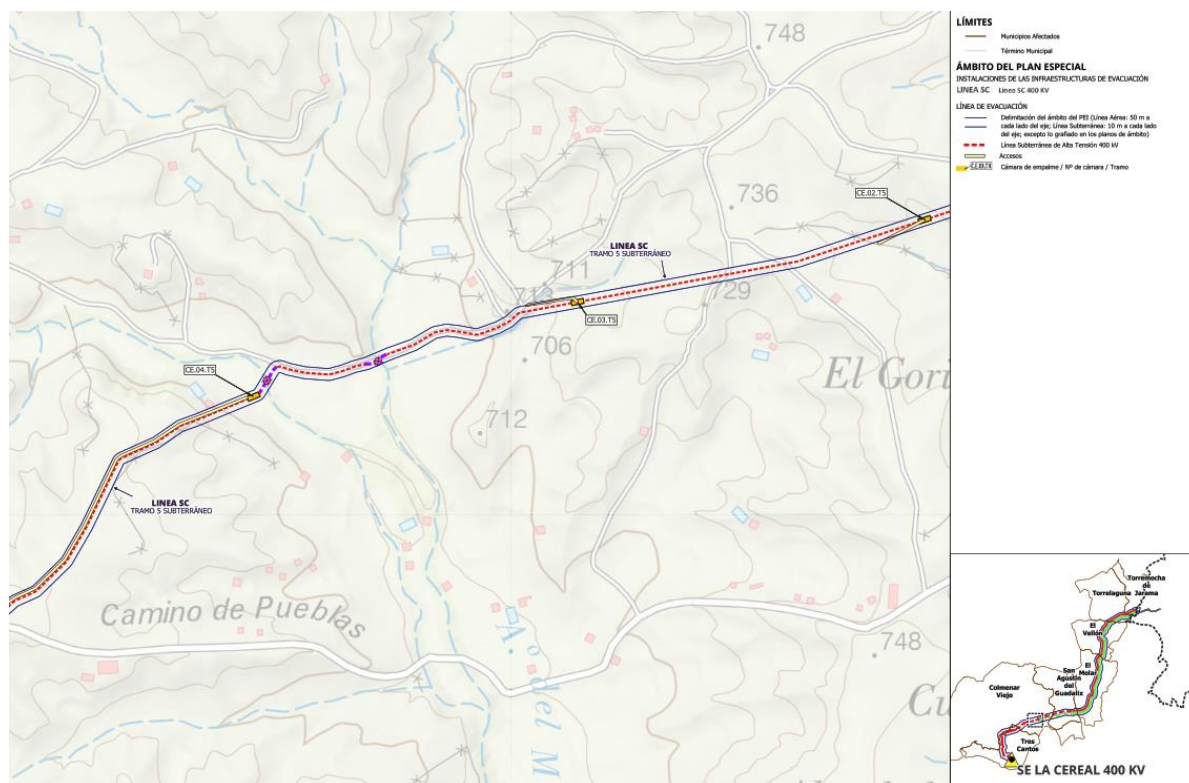 748
736
CE.02.T5
LINEA SC
TRAMO 5 SUBTERRÁNEO
711
713
729
CE.03.T5
706
El Gori
CE.04.T5
712
LINEA SC
TRAMO 5 SUBTERRÁNEO
Camino de Pueblas
A.º del M
748
Cu
LÍMITES
Municipios Afectados
Término Municipal
ÁMBITO DEL PLAN ESPECIAL
INSTALACIONES DE LAS INFRAESTRUCTURAS DE EVACUACIÓN
LINEA SC Línea SC 400 KV
LÍNEA DE EVACUACIÓN
Delimitación del ámbito del PEI (Línea Aérea: 50 m a
cada lado del eje; Línea Subterránea: 10 m a cada lado
del eje; excepto lo grafiado en los planos de ámbito)
Línea Subterránea de Alta Tensión 400 kV
Accesos
Cámara de empalme / Nº de cámara / Tramo
Torremocha
de
Jarama
Torrelaguna
El
Vellón
El
Molar
San
Agustín
del
Guadalix
Colmenar
Viejo
Tres
Cantos
SE LA CEREAL 400 KV